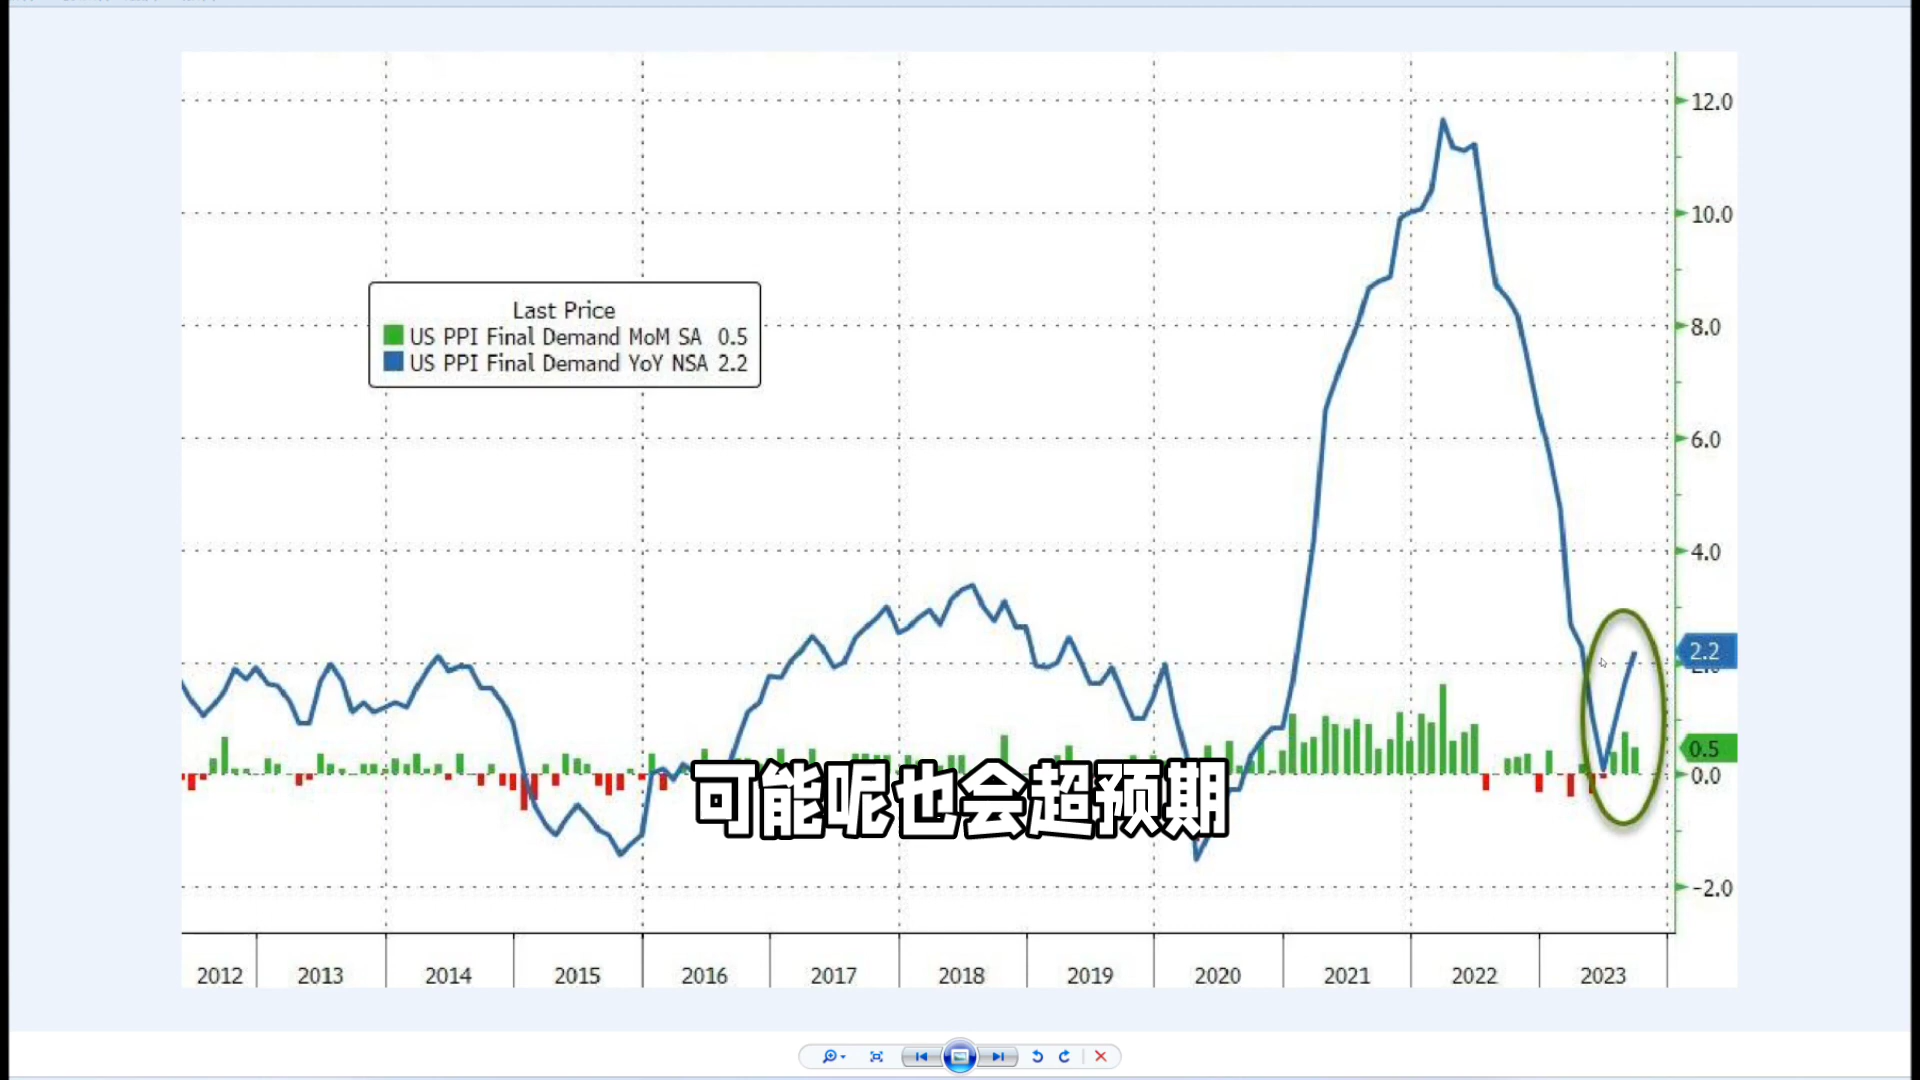 12.0
10.0
Last Price
US PPI Final Demand MoM SA 0.5
US PPI Final Demand YoY NSA 2.2
8.0
6.0
4.0
2.2
0.5
0.0
可能呢也会超预期
-2.0
2012 2013 2014 2015 2016 2017 2018 2019 2020 2021 2022 2023